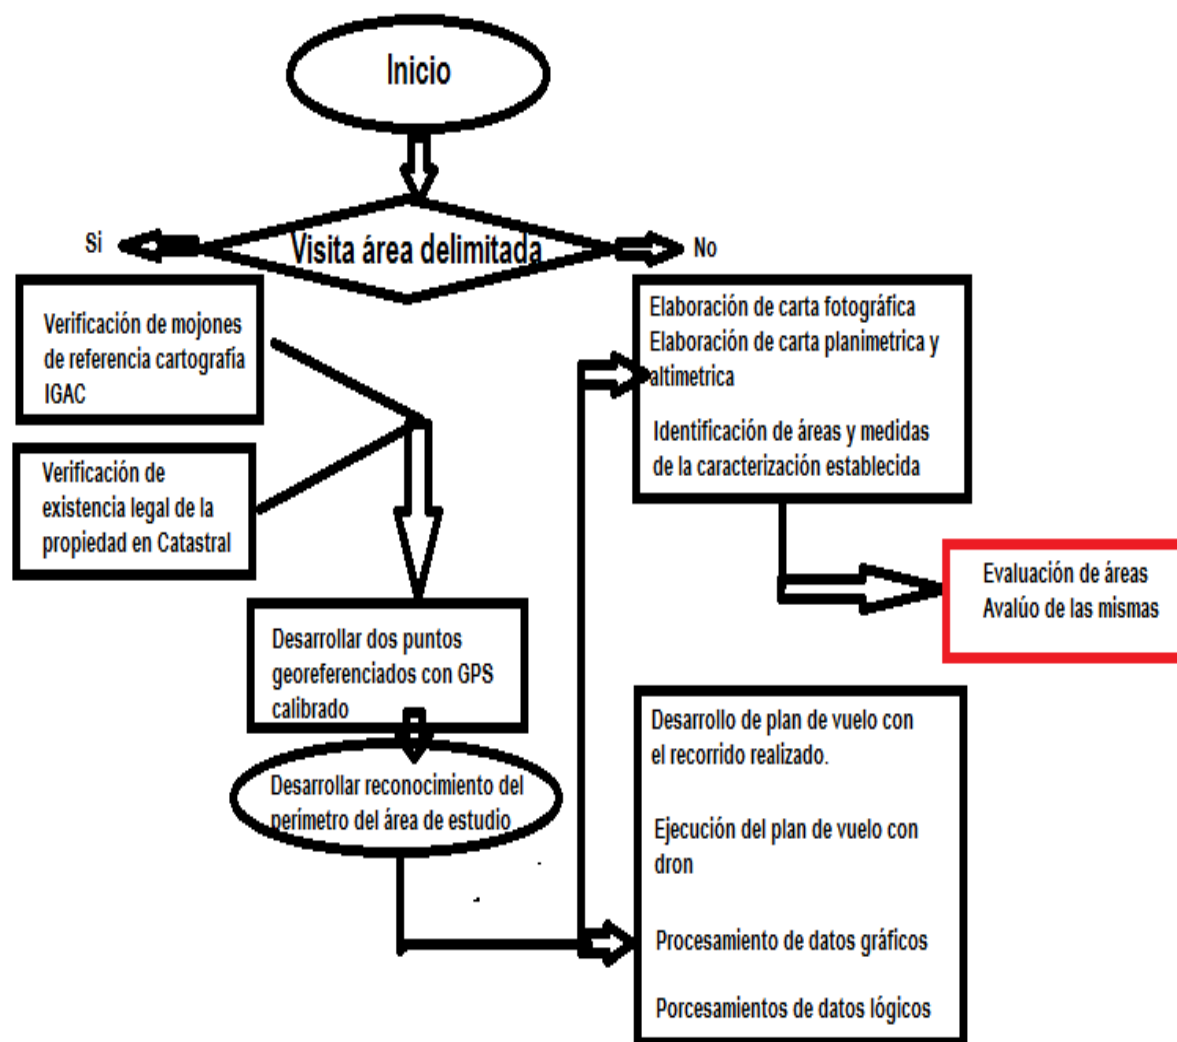 Inicio
Visita área delimitada
Si
No
Verificación de mojones
de referencia cartografía
IGAC
Verificación de
existencia legal de la
propiedad en Catastral
Desarrollar dos puntos
georeferenciados con GPS
calibrado
Desarrollar reconocimiento del
perímetro del área de estudio
Elaboración de carta fotográfica
Elaboración de carta planimetrica y
altimetrica
Identificación de áreas y medidas
de la caracterización establecida
Evaluación de áreas
Avalúo de las mismas
Desarrollo de plan de vuelo con
el recorrido realizado.
Ejecución del plan de vuelo con
dron
Procesamiento de datos gráficos
Porcesamientos de datos lógicos